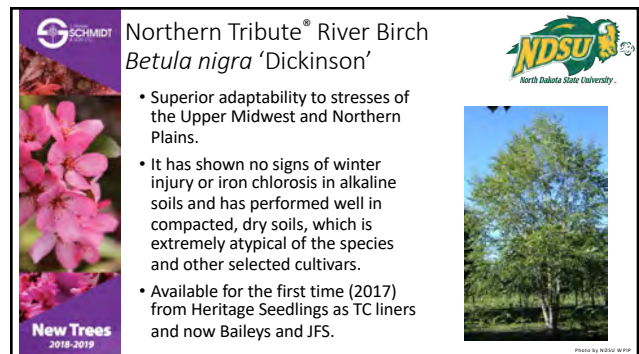 SCHMIDT
Northern Tribute® River Birch
Betula nigra ‘Dickinson’
NDSU
North Dakota State University
• Superior adaptability to stresses of
the Upper Midwest and Northern
Plains.
• It has shown no signs of winter
injury or iron chlorosis in alkaline
soils and has performed well in
compacted, dry soils, which is
extremely atypical of the species
and other selected cultivars.
• Available for the first time (2017)
from Heritage Seedlings as TC liners
and now Baileys and JFS.
New Trees
2018-2019
Photo by NDSU WPIP